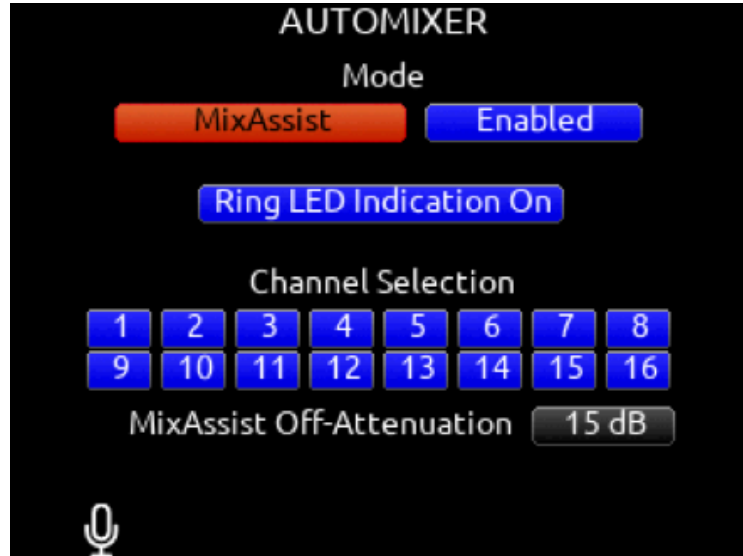 AUTOMIXER
Mode
MixAssist Enabled
Ring LED Indication On
Channel Selection
1 2 3 4 5 6 7 8
9 10 11 12 13 14 15 16
MixAssist Off-Attenuation 15 dB